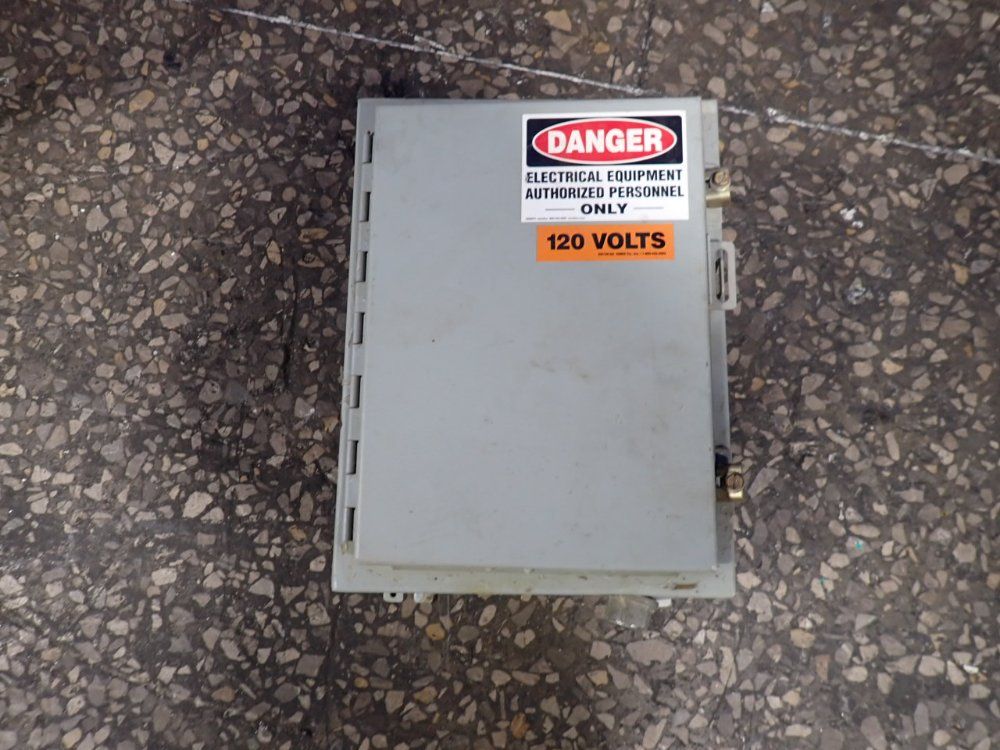 DANGER
ELECTRICAL EQUIPMENT
AUTHORIZED PERSONNEL
ONLY
120 VOLTS